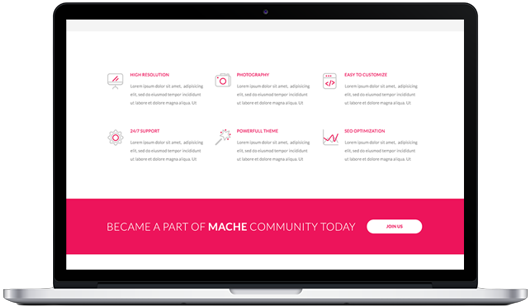 HIGH RESOLUTION
Lorem ipsum dolor sit amet, adipisicing
elit, sed do eiusmod tempor incididunt
ut labore et dolore magna aliqua. Ut
PHOTOGRAPHY
Lorem ipsum dolor sit amet, adipisicing
elit, sed do eiusmod tempor incididunt
ut labore et dolore magna aliqua. Ut
EASY TO CUSTOMIZE
Lorem ipsum dolor sit amet, adipisicing
elit, sed do eiusmod tempor incididunt
ut labore et dolore magna aliqua. Ut
24/7 SUPPORT
Lorem ipsum dolor sit amet, adipisicing
elit, sed do eiusmod tempor incididunt
ut labore et dolore magna aliqua. Ut
POWERFULL THEME
Lorem ipsum dolor sit amet, adipisicing
elit, sed do eiusmod tempor incididunt
ut labore et dolore magna aliqua. Ut
SEO OPTIMIZATION
Lorem ipsum dolor sit amet, adipisicing
elit, sed do eiusmod tempor incididunt
ut labore et dolore magna aliqua. Ut
BECAME A PART OF MACHE COMMUNITY TODAY
JOIN US